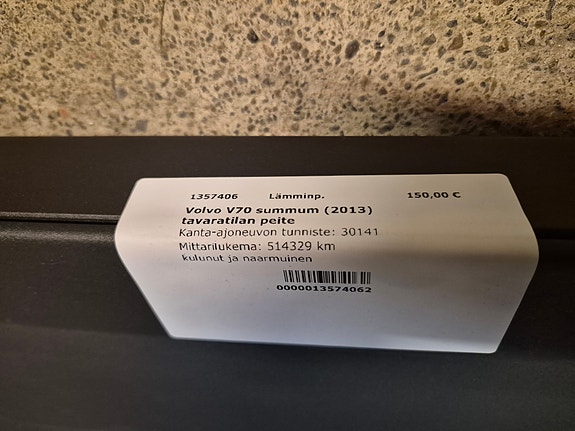 1357406 Lämminp. 150,00 €
Volvo V70 summum (2013)
tavaratilan peite
Kanta-ajoneuvon tunniste: 30141
Mittarilukema: 514329 km
kulunut ja naarmuinen
0000013574062